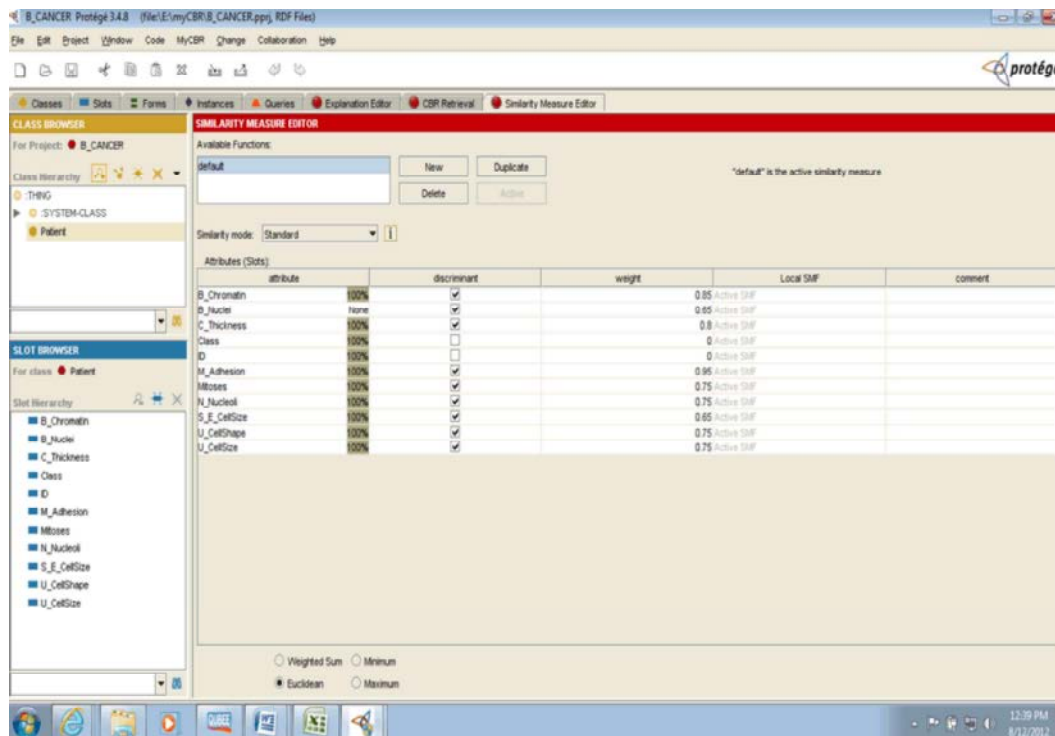 B_CANCER Protégé 3.4.8 (file:\E:\myCBR\B_CANCER.pprj, RDF Files)
File Edit Project Window Code MyCBR Change Collaboration Help
protégé
Classes Slots Forms Instances Queries Explanation Editor CBR Retrieval Similarity Measure Editor
CLASS BROWSER
For Project: B_CANCER
Class Hierarchy
:THING
:SYSTEM-CLASS
Patient
SLOT BROWSER
For class: Patient
Slot Hierarchy
B_Chromatin
B_Nuclei
C_Thickness
Class
ID
M_Adhesion
Mitoses
N_Nucleoli
S_E_CellSize
U_CellShape
U_CellSize
SIMILARITY MEASURE EDITOR
Available Functions:
default
New Duplicate
Delete Active
"default" is the active similarity measure
Similarity mode: Standard
Attributes (Slots):
attribute discriminant weight Local SMF comment
B_Chromatin 100% 0.85 Active SMF
B_Nuclei None 0.65 Active SMF
C_Thickness 100% 0.8 Active SMF
Class 100% 0 Active SMF
ID 100% 0 Active SMF
M_Adhesion 100% 0.95 Active SMF
Mitoses 100% 0.75 Active SMF
N_Nucleoli 100% 0.75 Active SMF
S_E_CellSize 100% 0.65 Active SMF
U_CellShape 100% 0.75 Active SMF
U_CellSize 100% 0.75 Active SMF
Weighted Sum Minimum
Euclidean Maximum
QUBEE
12:39 PM
8/12/2012